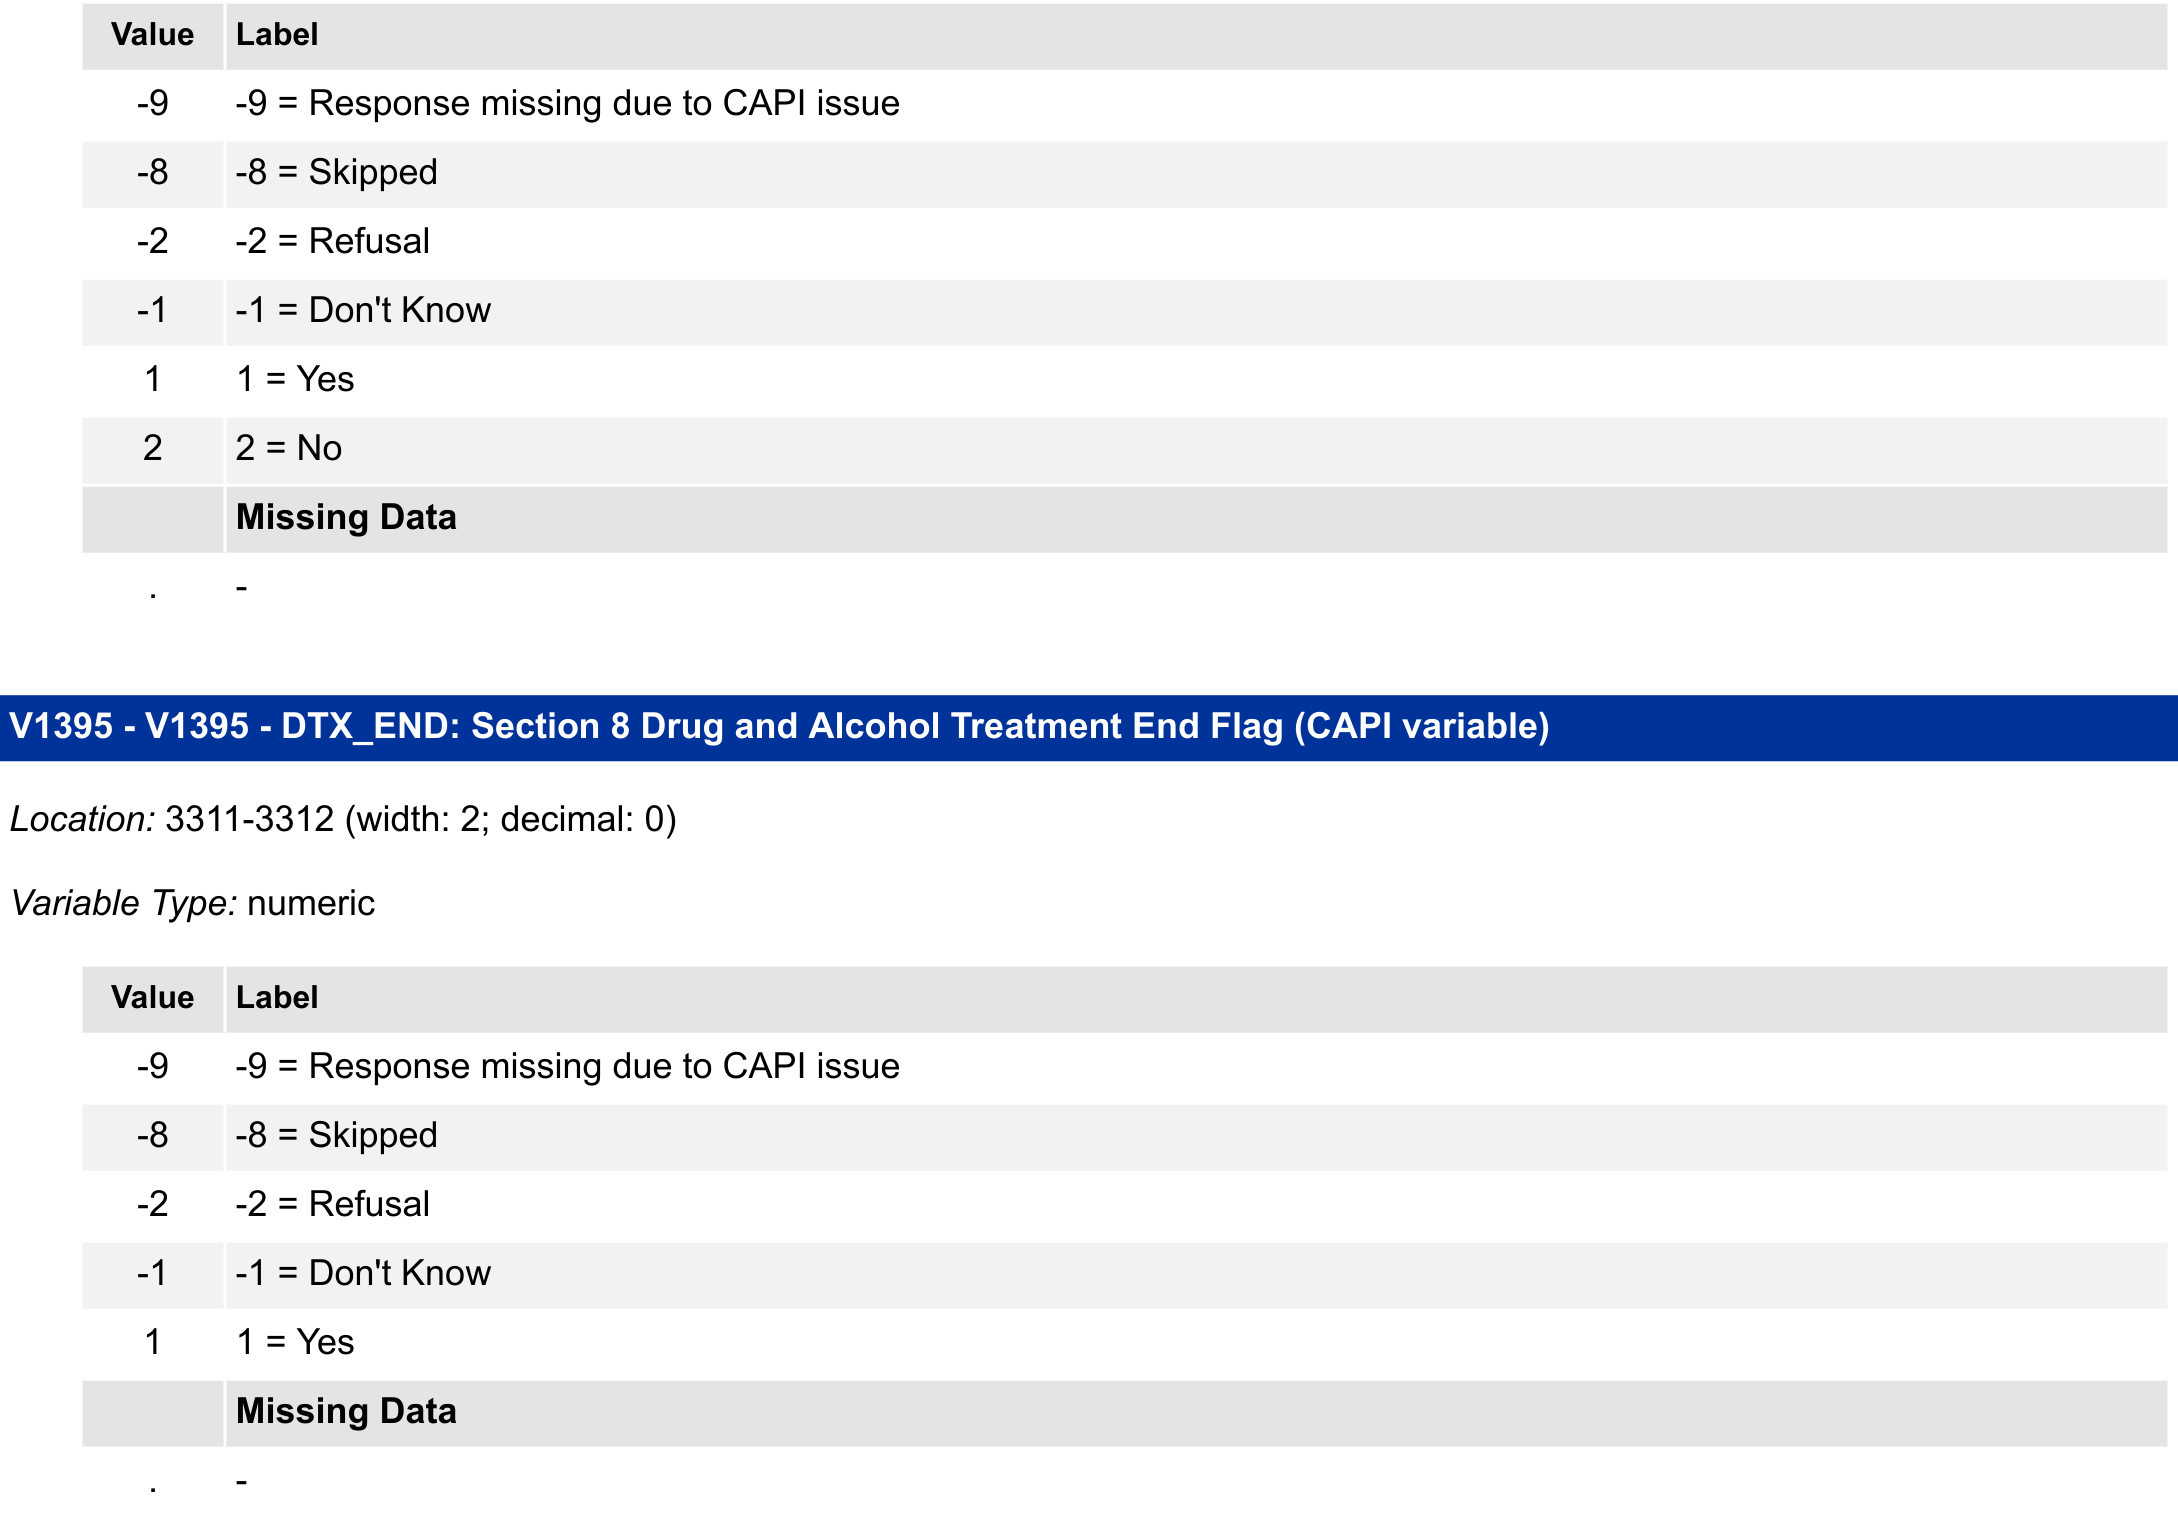 Value Label
-9 -9 = Response missing due to CAPI issue
-8 -8 = Skipped
-2 -2 = Refusal
-1 -1 = Don't Know
1 1 = Yes
2 2 = No
Missing Data
. -
V1395 - V1395 - DTX_END: Section 8 Drug and Alcohol Treatment End Flag (CAPI variable)
Location: 3311-3312 (width: 2; decimal: 0)
Variable Type: numeric
Value Label
-9 -9 = Response missing due to CAPI issue
-8 -8 = Skipped
-2 -2 = Refusal
-1 -1 = Don't Know
1 1 = Yes
Missing Data
. -